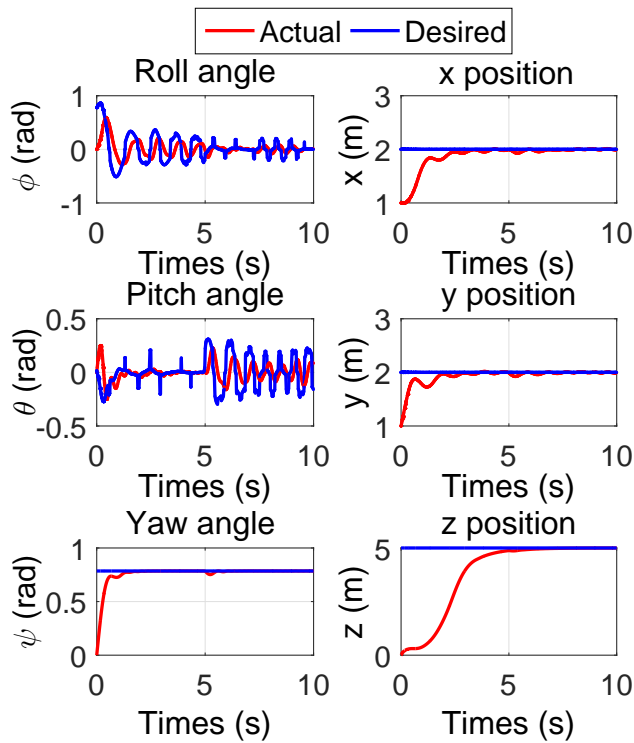 Actual Desired
Roll angle
1
0
-1
ϕ (rad)
0 5 10
Times (s)
x position
3
2
1
x (m)
0 5 10
Times (s)
Pitch angle
0.5
0
-0.5
θ (rad)
0 5 10
Times (s)
y position
3
2
1
y (m)
0 5 10
Times (s)
Yaw angle
1
0.5
0
ψ (rad)
0 5 10
Times (s)
z position
5
0
z (m)
0 5 10
Times (s)